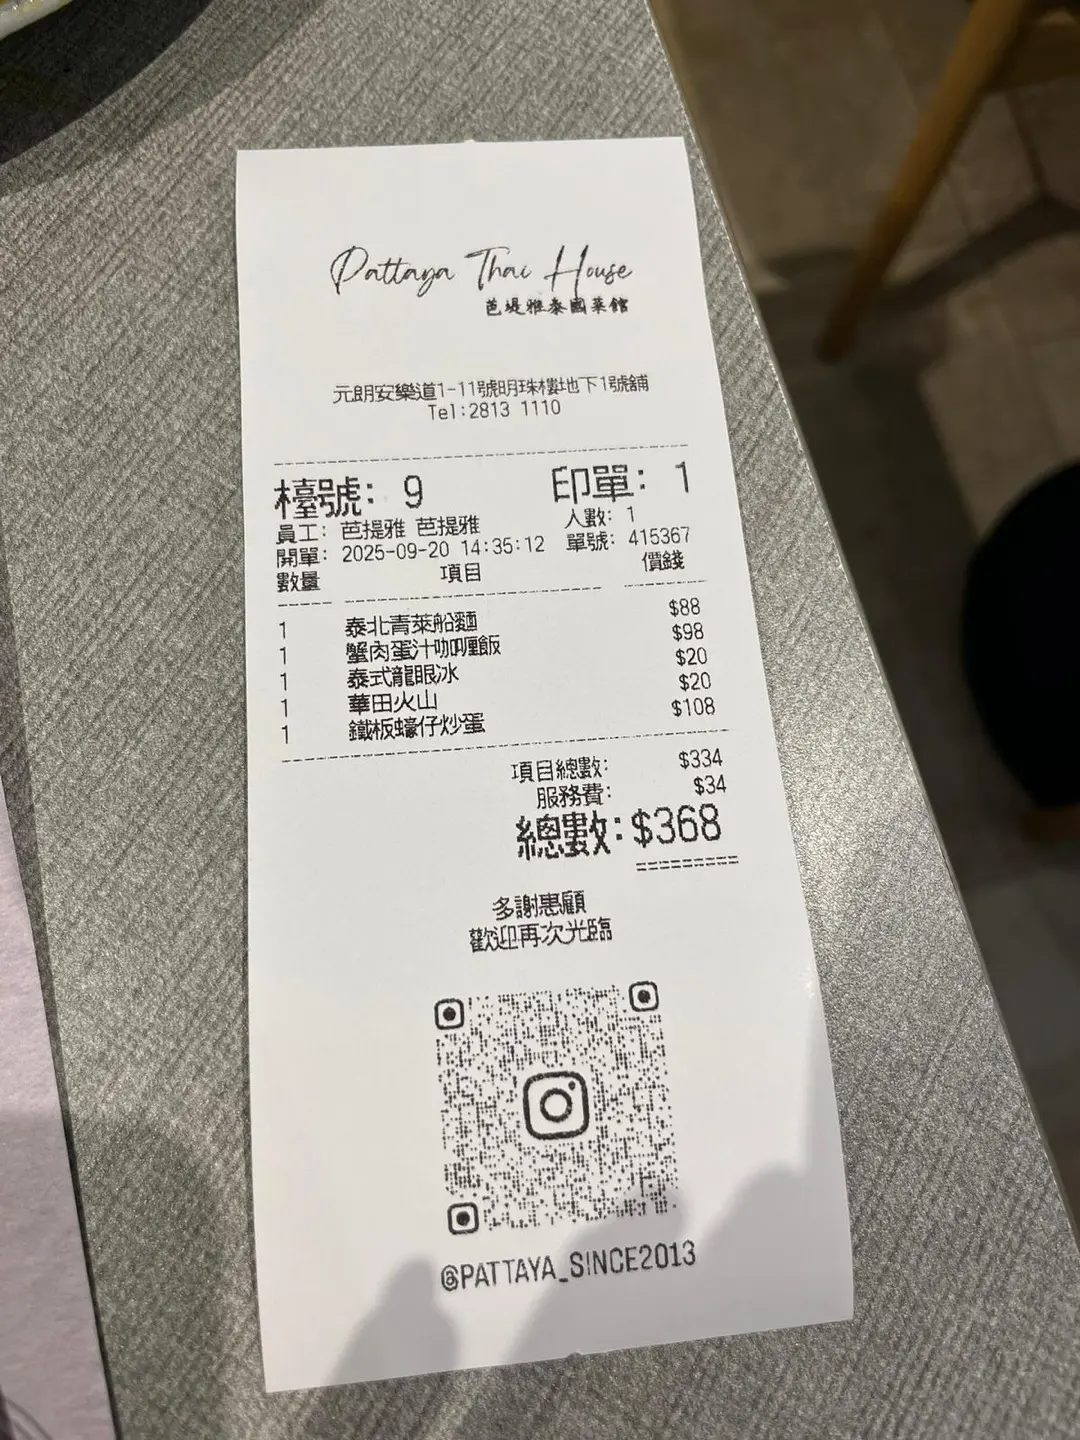 Pattaya Thai House
芭堤雅泰國菜館
元朗安樂道1-11號明珠樓地下1號舖
Tel:2813 1110
檯號: 9 印單: 1
員工: 芭提雅 芭提雅 人數: 1
開單: 2025-09-20 14:35:12 單號: 415367
數量 項目 價錢
1 泰北青萊船麵 $88
1 蟹肉蛋汁咖喱飯 $98
1 泰式龍眼冰 $20
1 華田火山 $20
1 鐵板蠔仔炒蛋 $108
項目總數: $334
服務費: $34
總數: $368
=========
多謝惠顧
歡迎再次光臨
@PATTAYA_SINCE2013